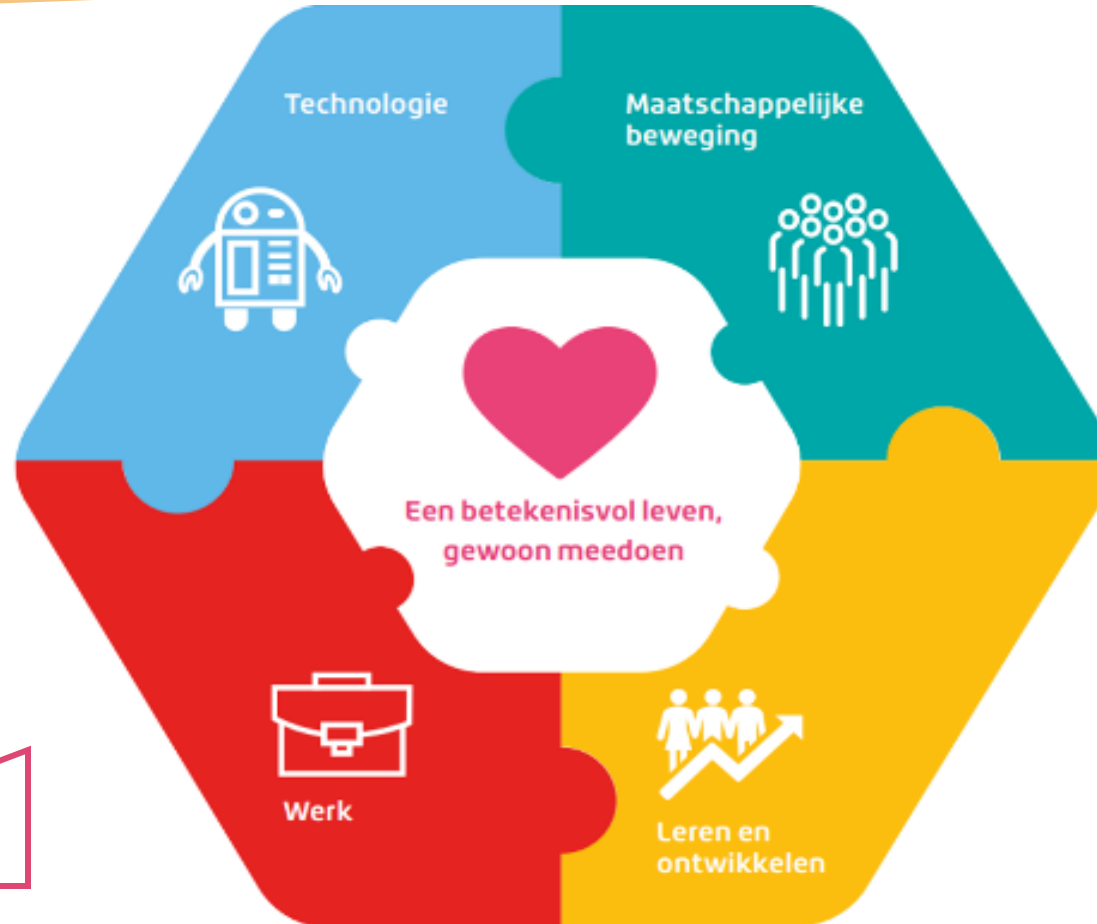 Technologie
Maatschappelijke
beweging
Een betekenisvol leven,
gewoon meedoen
Werk
Leren en
ontwikkelen